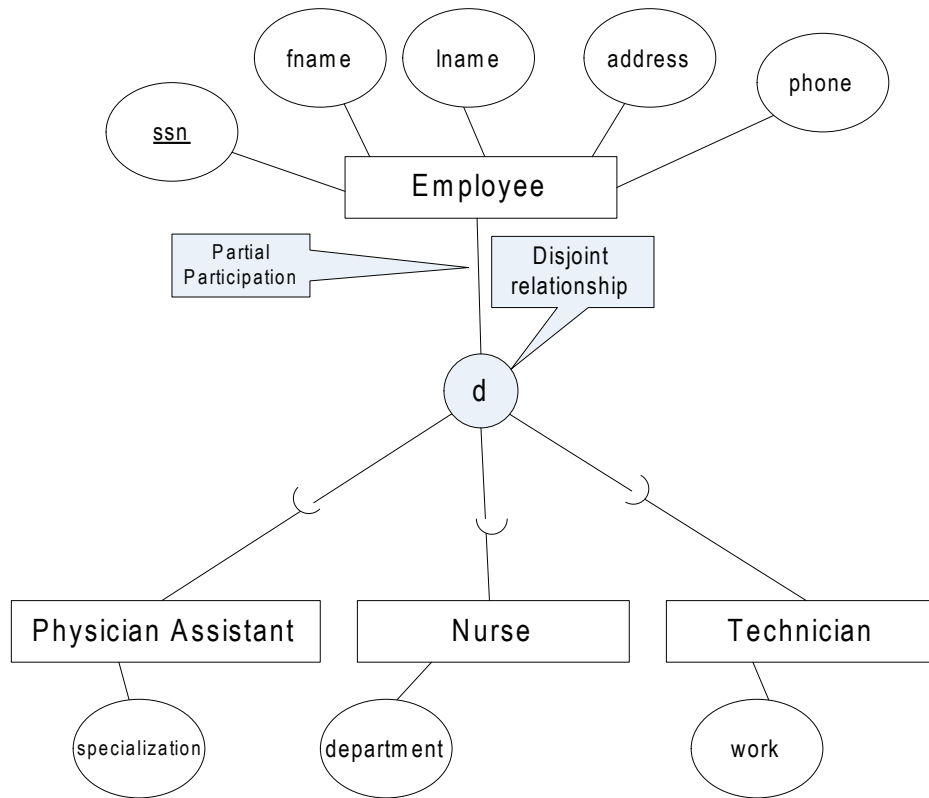 fname
lname
address
phone
ssn
Employee
Partial
Participation
Disjoint
relationship
d
Physician Assistant
Nurse
Technician
specialization
department
work